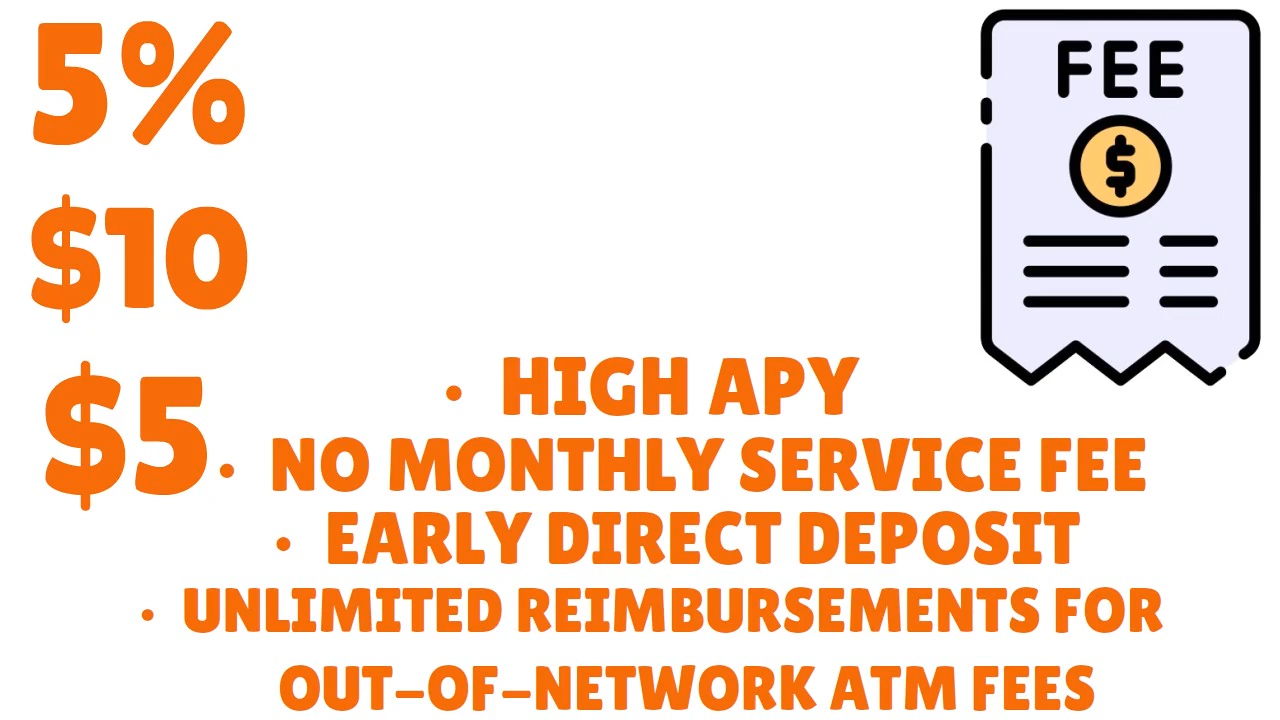 5%
FEE
$
$10
$5
• HIGH APY
• NO MONTHLY SERVICE FEE
• EARLY DIRECT DEPOSIT
• UNLIMITED REIMBURSEMENTS FOR
OUT-OF-NETWORK ATM FEES